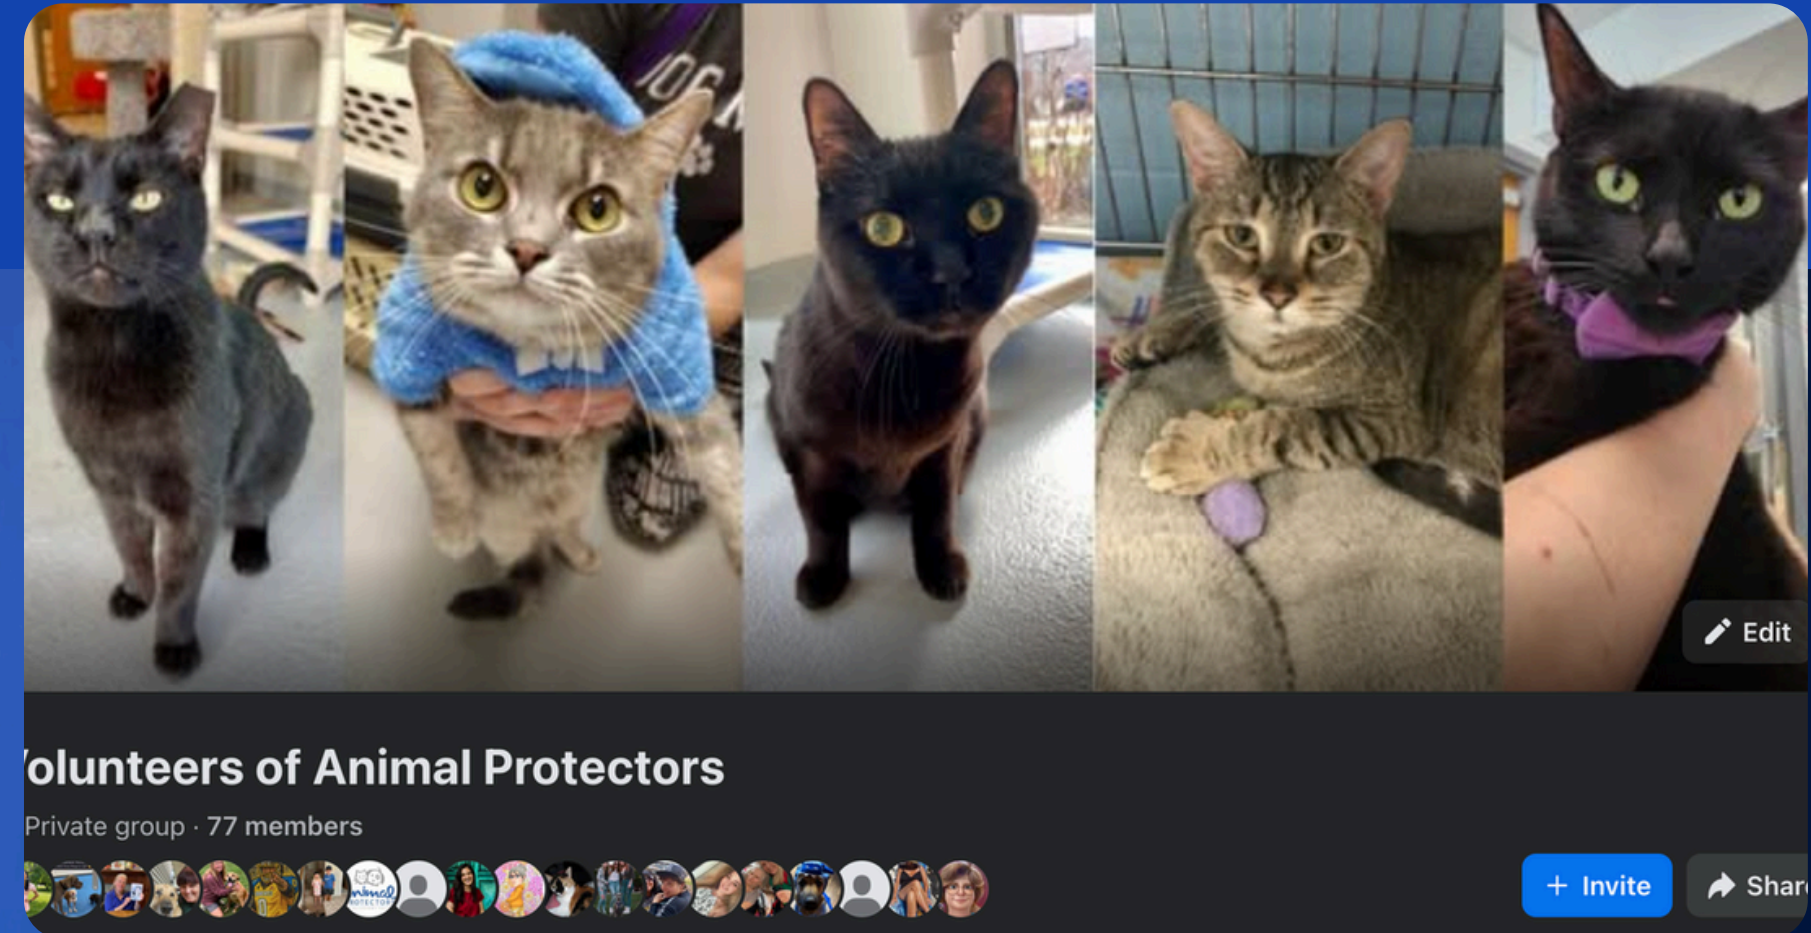 Edit
olunteers of Animal Protectors
Private group · 77 members
+ Invite
Shar